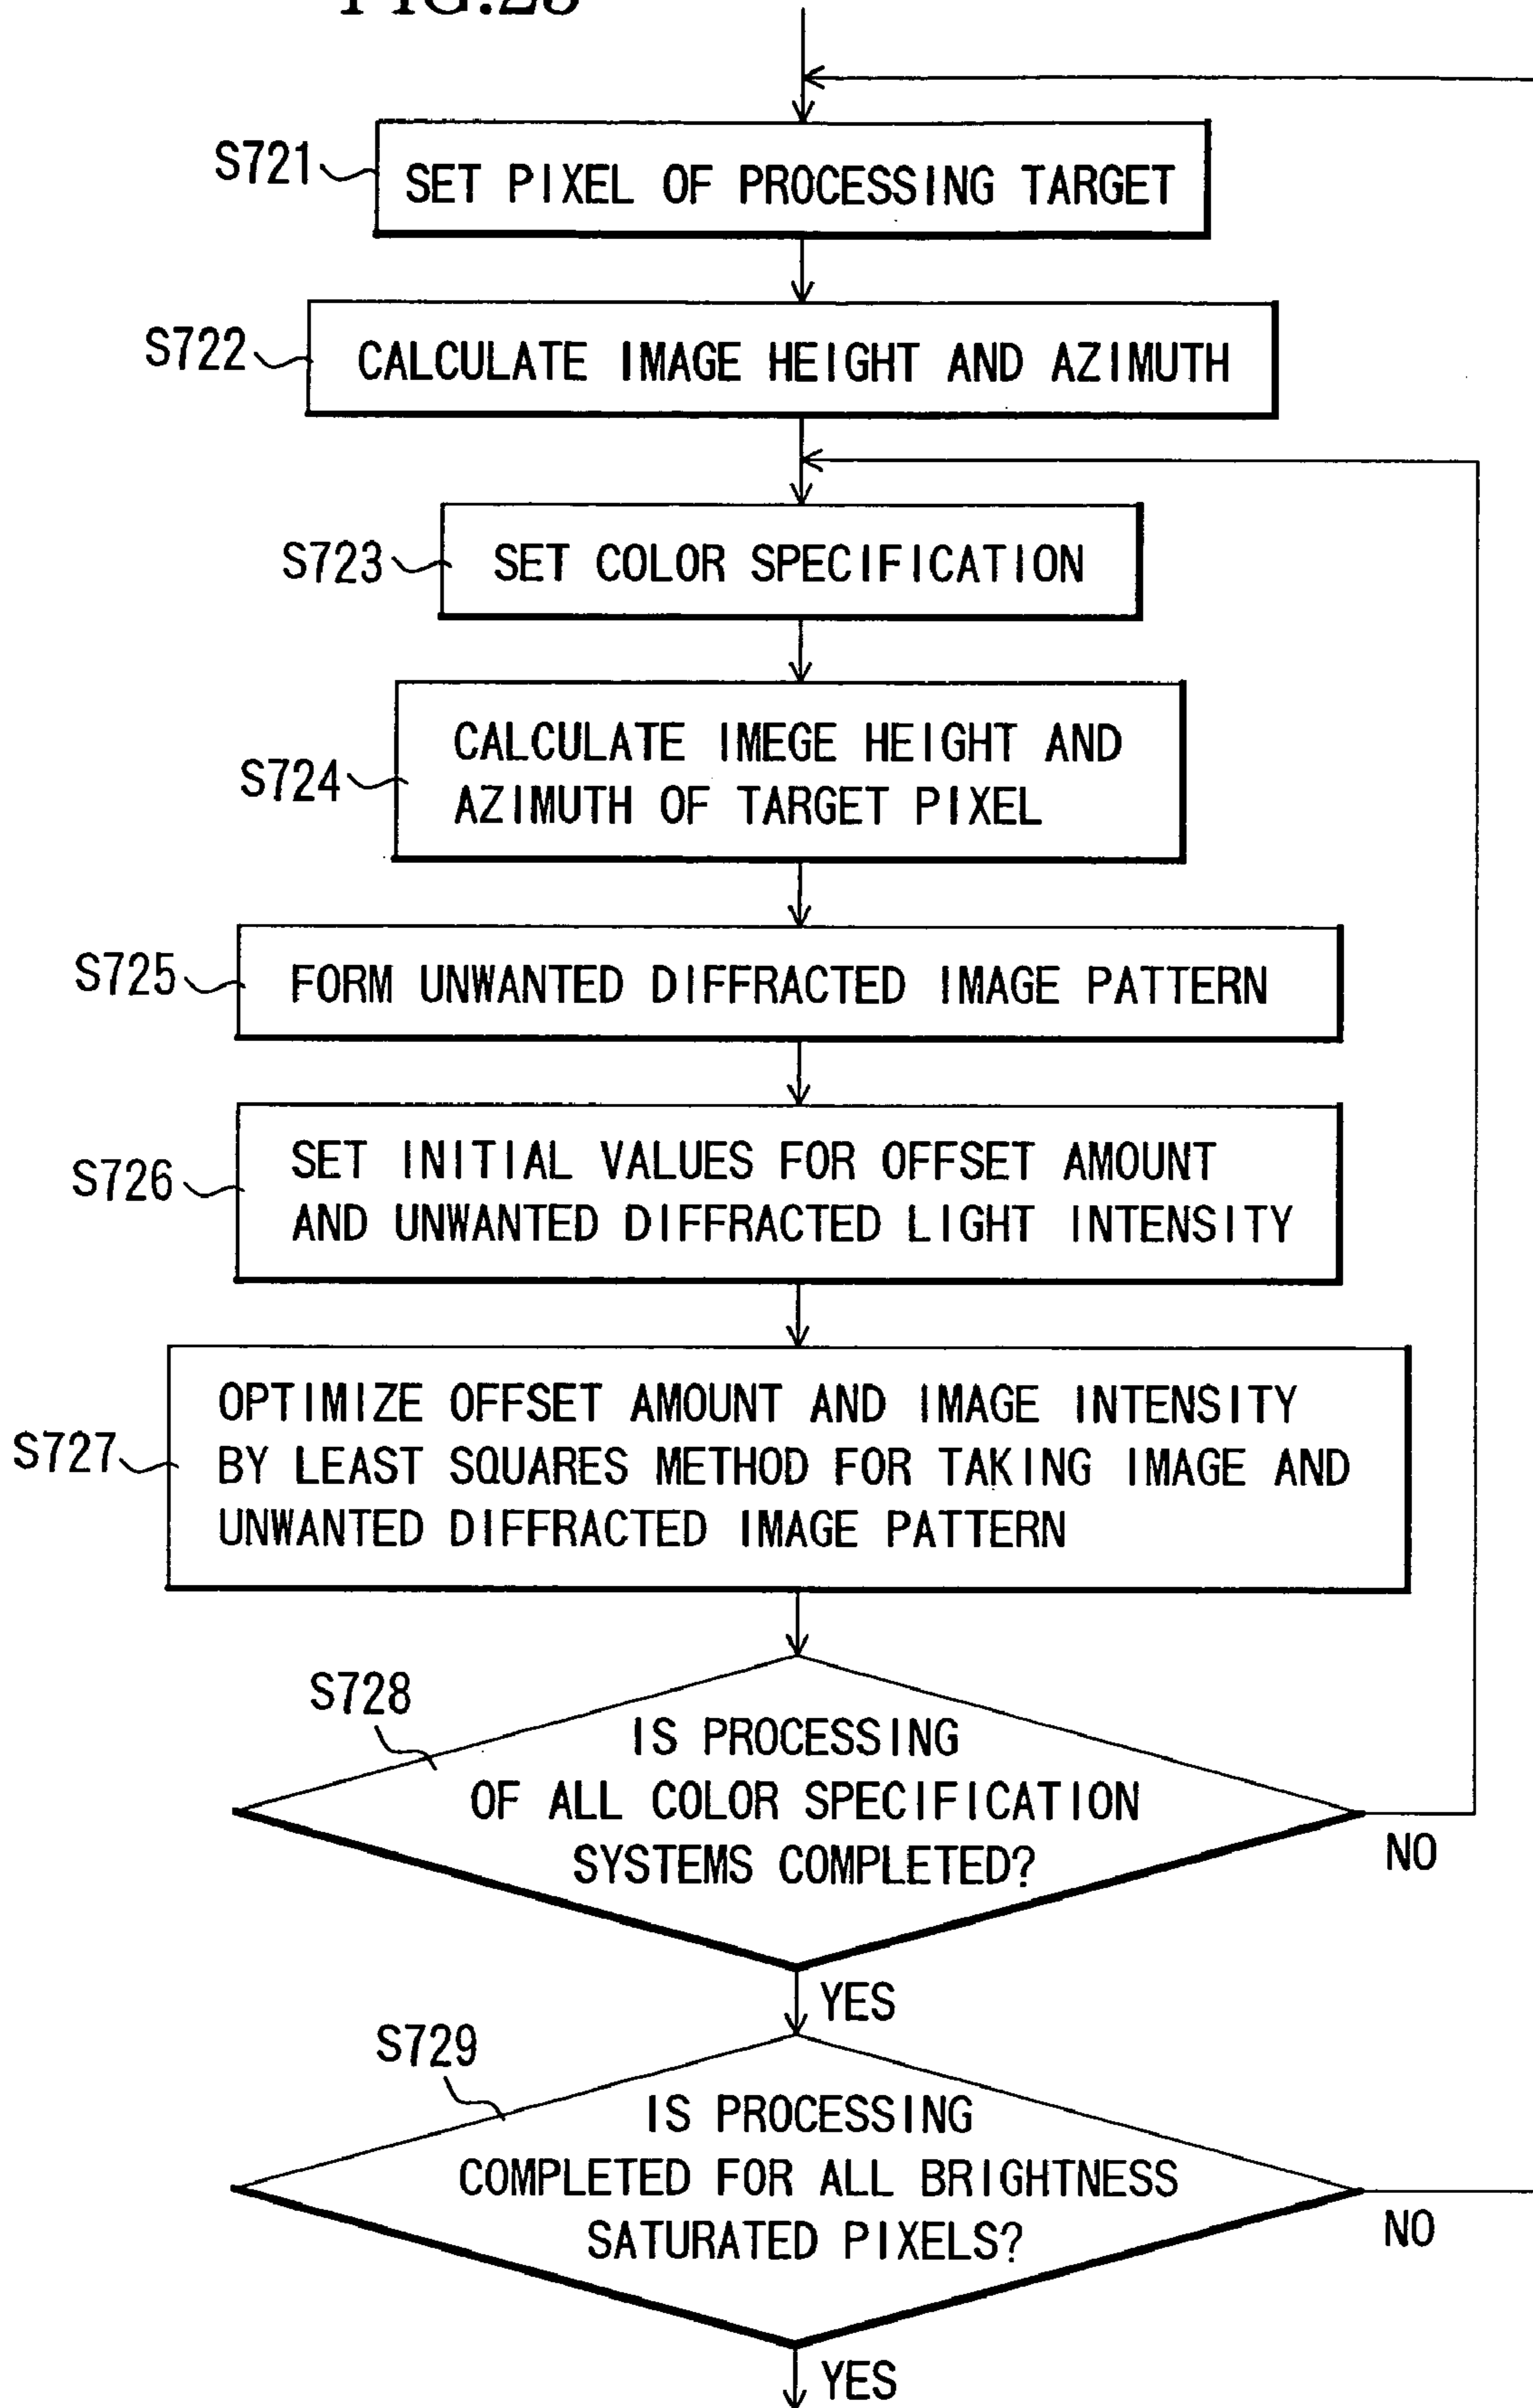 S721
SET PIXEL OF PROCESSING TARGET
S722
CALCULATE IMAGE HEIGHT AND AZIMUTH
S723
SET COLOR SPECIFICATION
S724
CALCULATE IMEGE HEIGHT AND
AZIMUTH OF TARGET PIXEL
S725
FORM UNWANTED DIFFRACTED IMAGE PATTERN
S726
SET INITIAL VALUES FOR OFFSET AMOUNT
AND UNWANTED DIFFRACTED LIGHT INTENSITY
S727
OPTIMIZE OFFSET AMOUNT AND IMAGE INTENSITY
BY LEAST SQUARES METHOD FOR TAKING IMAGE AND
UNWANTED DIFFRACTED IMAGE PATTERN
S728
IS PROCESSING
OF ALL COLOR SPECIFICATION
SYSTEMS COMPLETED?
NO
YES
S729
IS PROCESSING
COMPLETED FOR ALL BRIGHTNESS
SATURATED PIXELS?
NO
YES